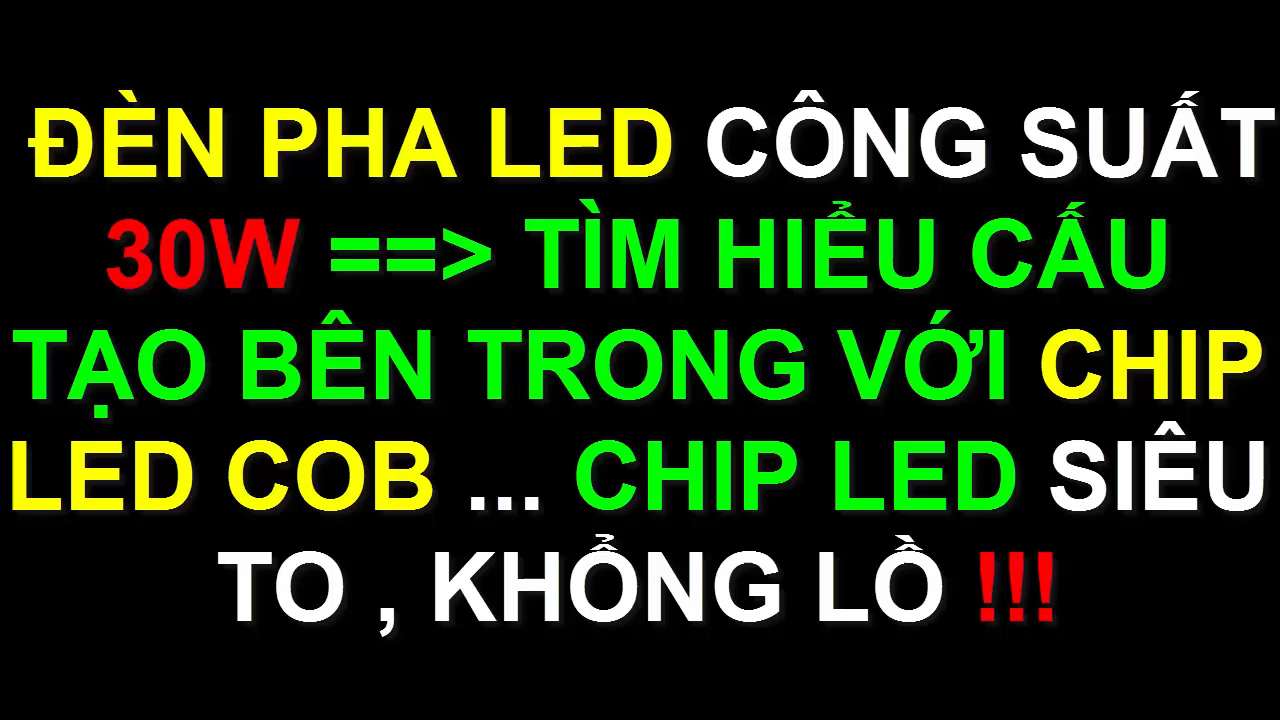 ĐÈN PHA LED CÔNG SUẤT
30W ==> TÌM HIỂU CẤU
TẠO BÊN TRONG VỚI CHIP
LED COB ... CHIP LED SIÊU
TO , KHỔNG LỒ !!!